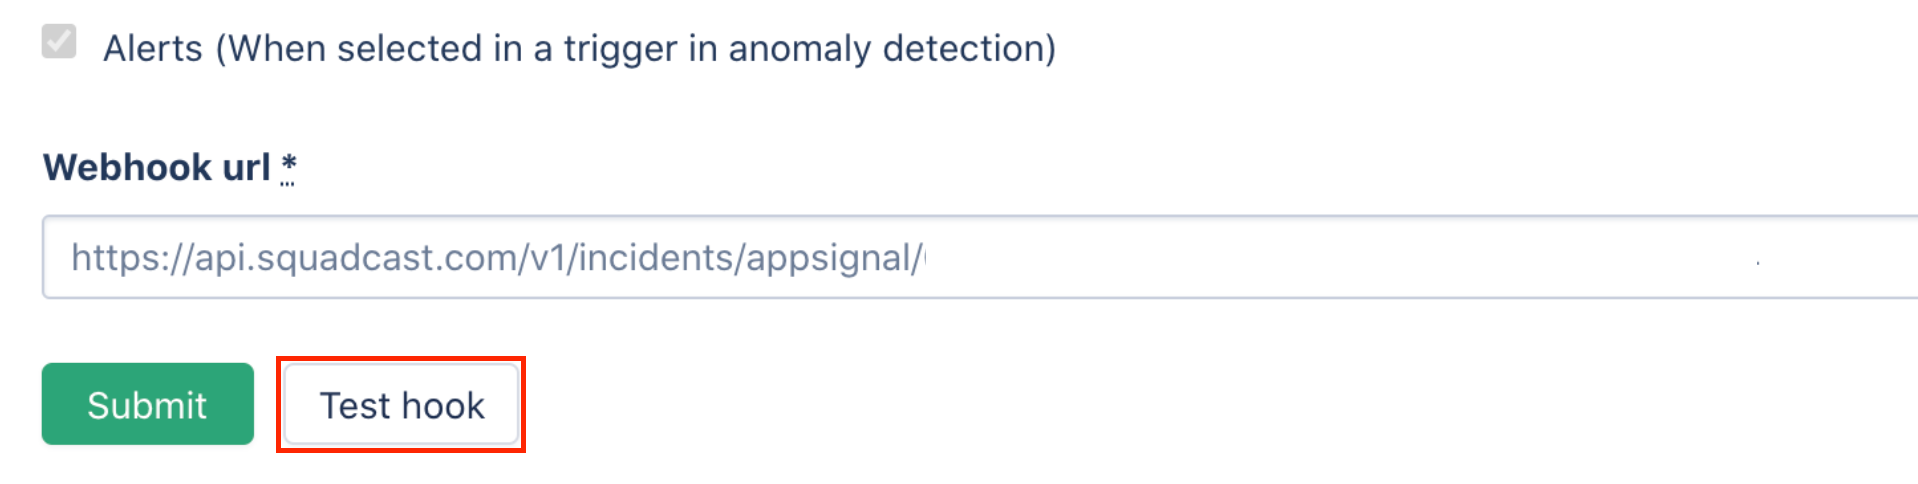 Alerts (When selected in a trigger in anomaly detection)
Webhook url *
https://api.squadcast.com/v1/incidents/appsignal/
Submit
Test hook